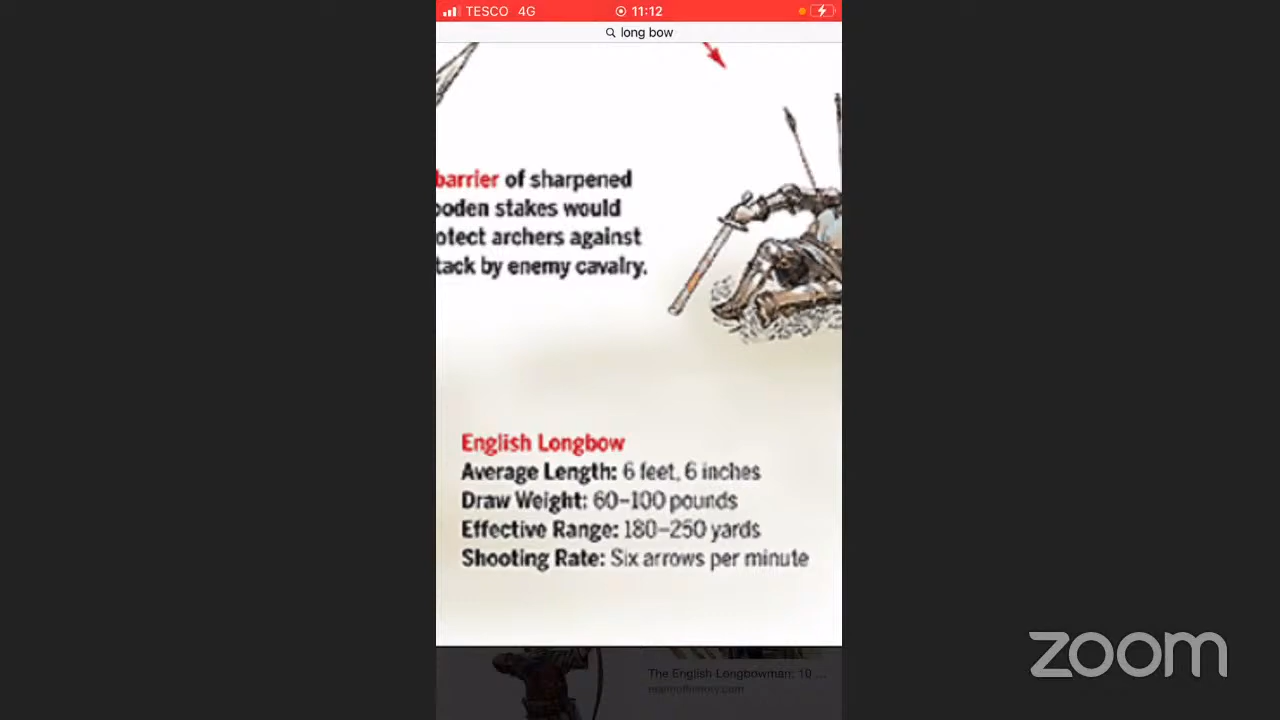 TESCO 4G 11:12
long bow
barrier of sharpened
ooden stakes would
otect archers against
tack by enemy cavalry.
English Longbow
Average Length: 6 feet, 6 inches
Draw Weight: 60–100 pounds
Effective Range: 180–250 yards
Shooting Rate: Six arrows per minute
The English Longbowman: 10 ...
realmofhistory.com
zoom